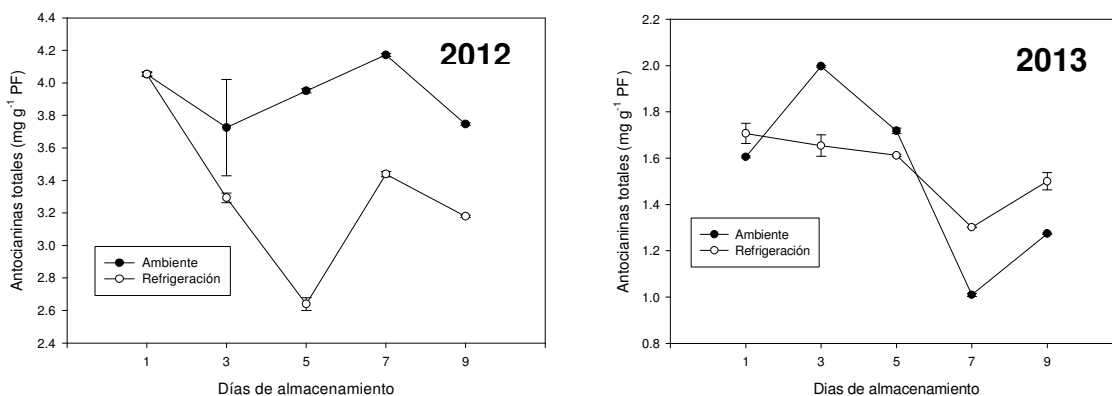 Antocianinas totales (mg g-1 PF)
4.4
4.2
4.0
3.8
3.6
3.4
3.2
3.0
2.8
2.6
2.4
2012
Ambiente
Refrigeración
1 3 5 7 9
Días de almacenamiento
Antocianinas totales (mg g-1 PF)
2.2
2.0
1.8
1.6
1.4
1.2
1.0
0.8
2013
Ambiente
Refrigeración
1 3 5 7 9
Dias de almacenamiento